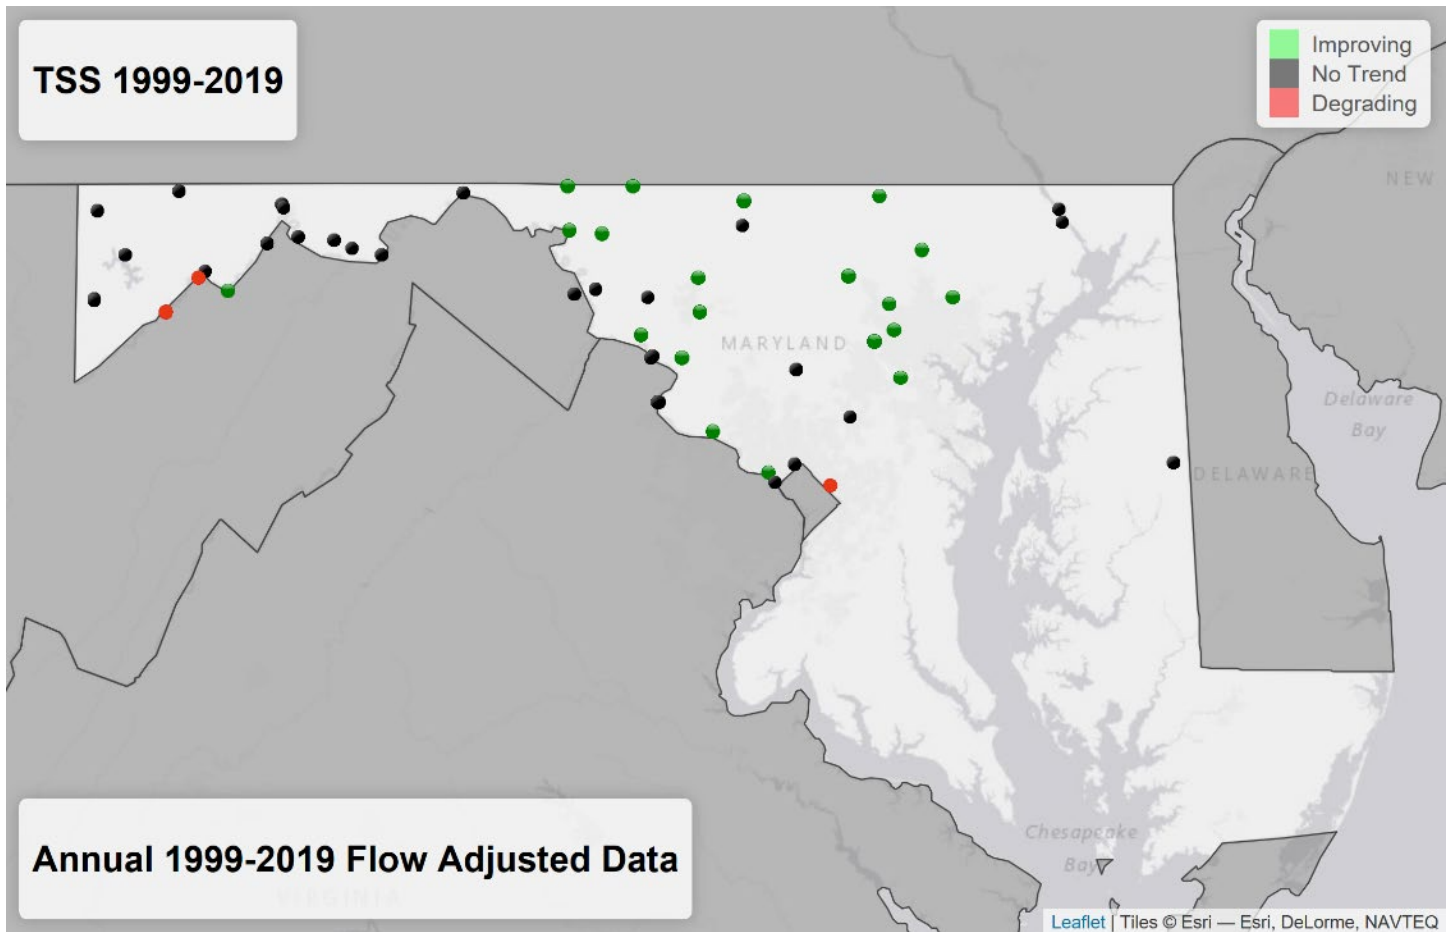 TSS 1999-2019
Improving
No Trend
Degrading
NEW
MARYLAND
Delaware
Bay
DELAWARE
Chesapeake
Bay
Annual 1999-2019 Flow Adjusted Data
VIRGINIA
Leaflet | Tiles © Esri — Esri, DeLorme, NAVTEQ